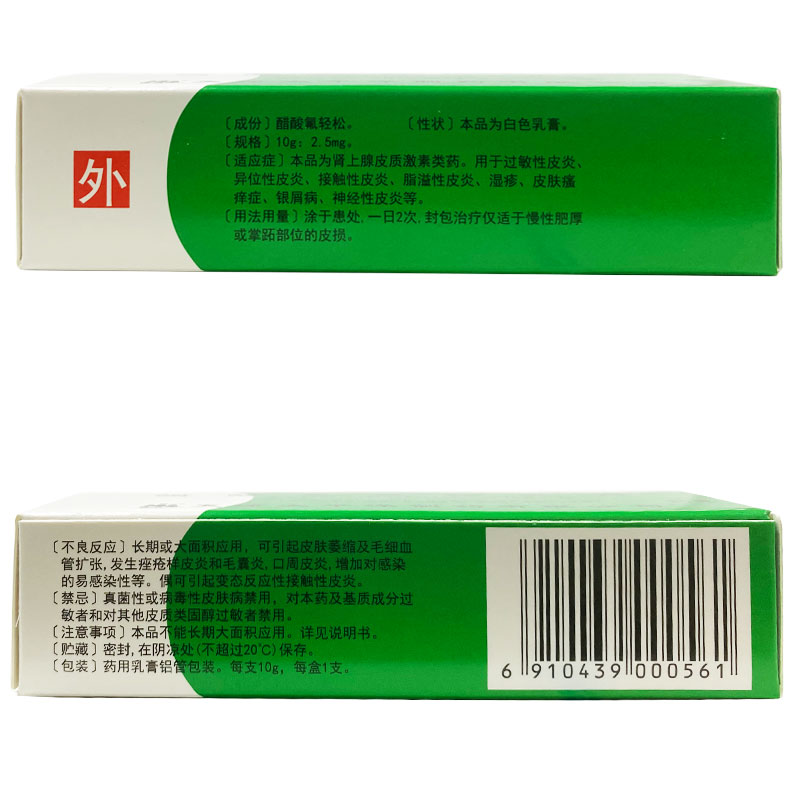 外
〔成份〕醋酸氟轻松。 〔性状〕本品为白色乳膏。
〔规格〕10g：2.5mg。
〔适应症〕本品为肾上腺皮质激素类药。用于过敏性皮炎、
异位性皮炎、接触性皮炎、脂溢性皮炎、湿疹、皮肤瘙
痒症、银屑病、神经性皮炎等。
〔用法用量〕涂于患处,一日2次,封包治疗仅适于慢性肥厚
或掌跖部位的皮损。
〔不良反应〕长期或大面积应用，可引起皮肤萎缩及毛细血
管扩张,发生痤疮样皮炎和毛囊炎,口周皮炎,增加对感染
的易感染性等。偶可引起变态反应性接触性皮炎。
〔禁忌〕真菌性或病毒性皮肤病禁用，对本药及基质成分过
敏者和对其他皮质类固醇过敏者禁用。
〔注意事项〕本品不能长期大面积应用。详见说明书。
〔贮藏〕密封,在阴凉处(不超过20℃)保存。
〔包装〕药用乳膏铝管包装。每支10g，每盒1支。
6 910439 000561